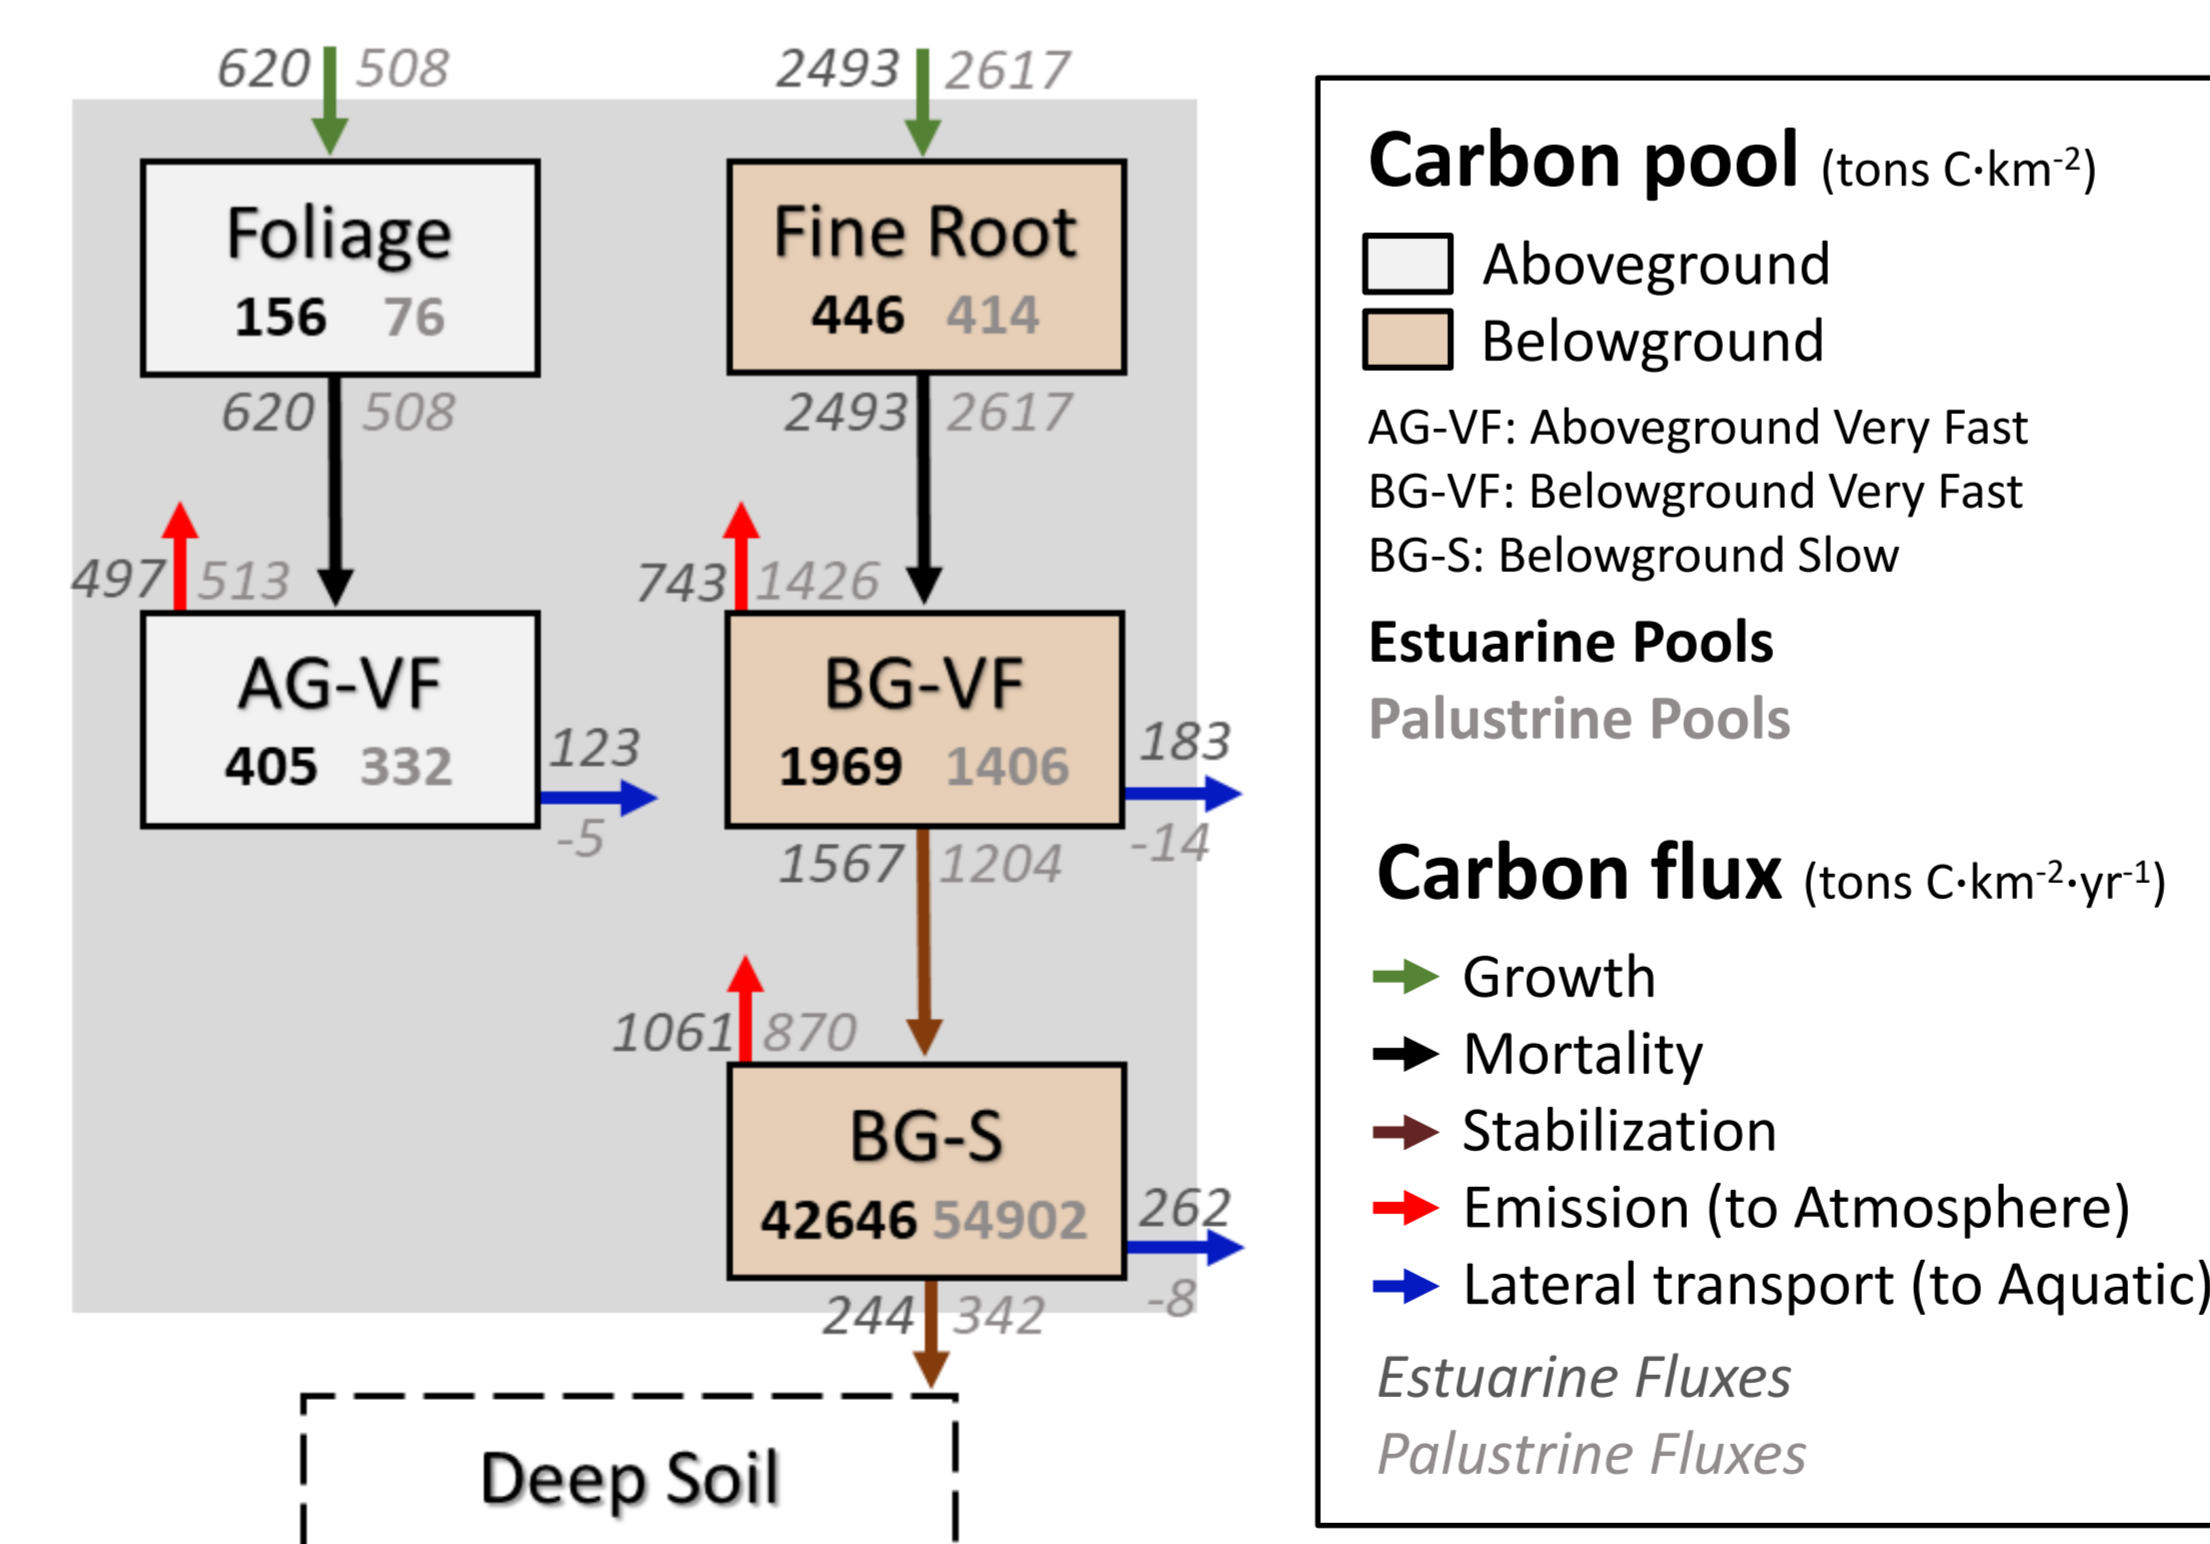 620 508
2493 2617
Foliage
156 76
Fine Root
446 414
620 508
2493 2617
497 513
743 1426
AG-VF
405 332
123
-5
BG-VF
1969 1406
183
-14
1567 1204
1061 870
BG-S
42646 54902
262
-8
244 342
Deep Soil
Carbon pool (tons C·km⁻²)
Aboveground
Belowground
AG-VF: Aboveground Very Fast
BG-VF: Belowground Very Fast
BG-S: Belowground Slow
Estuarine Pools
Palustrine Pools
Carbon flux (tons C·km⁻²·yr⁻¹)
Growth
Mortality
Stabilization
Emission (to Atmosphere)
Lateral transport (to Aquatic)
Estuarine Fluxes
Palustrine Fluxes